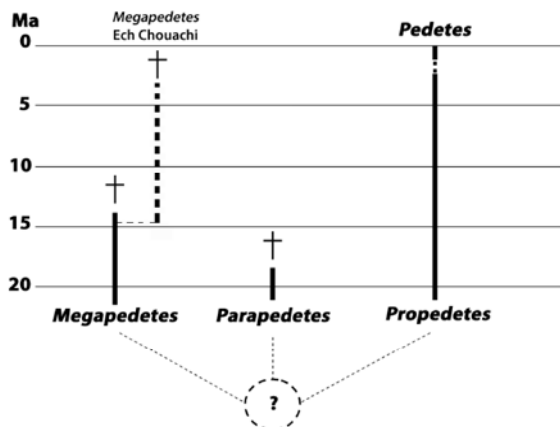 Ma
Megapedetes
Ech Chouachi
Pedetes
0
5
10
15
20
Megapedetes
Parapedetes
Propedetes
?